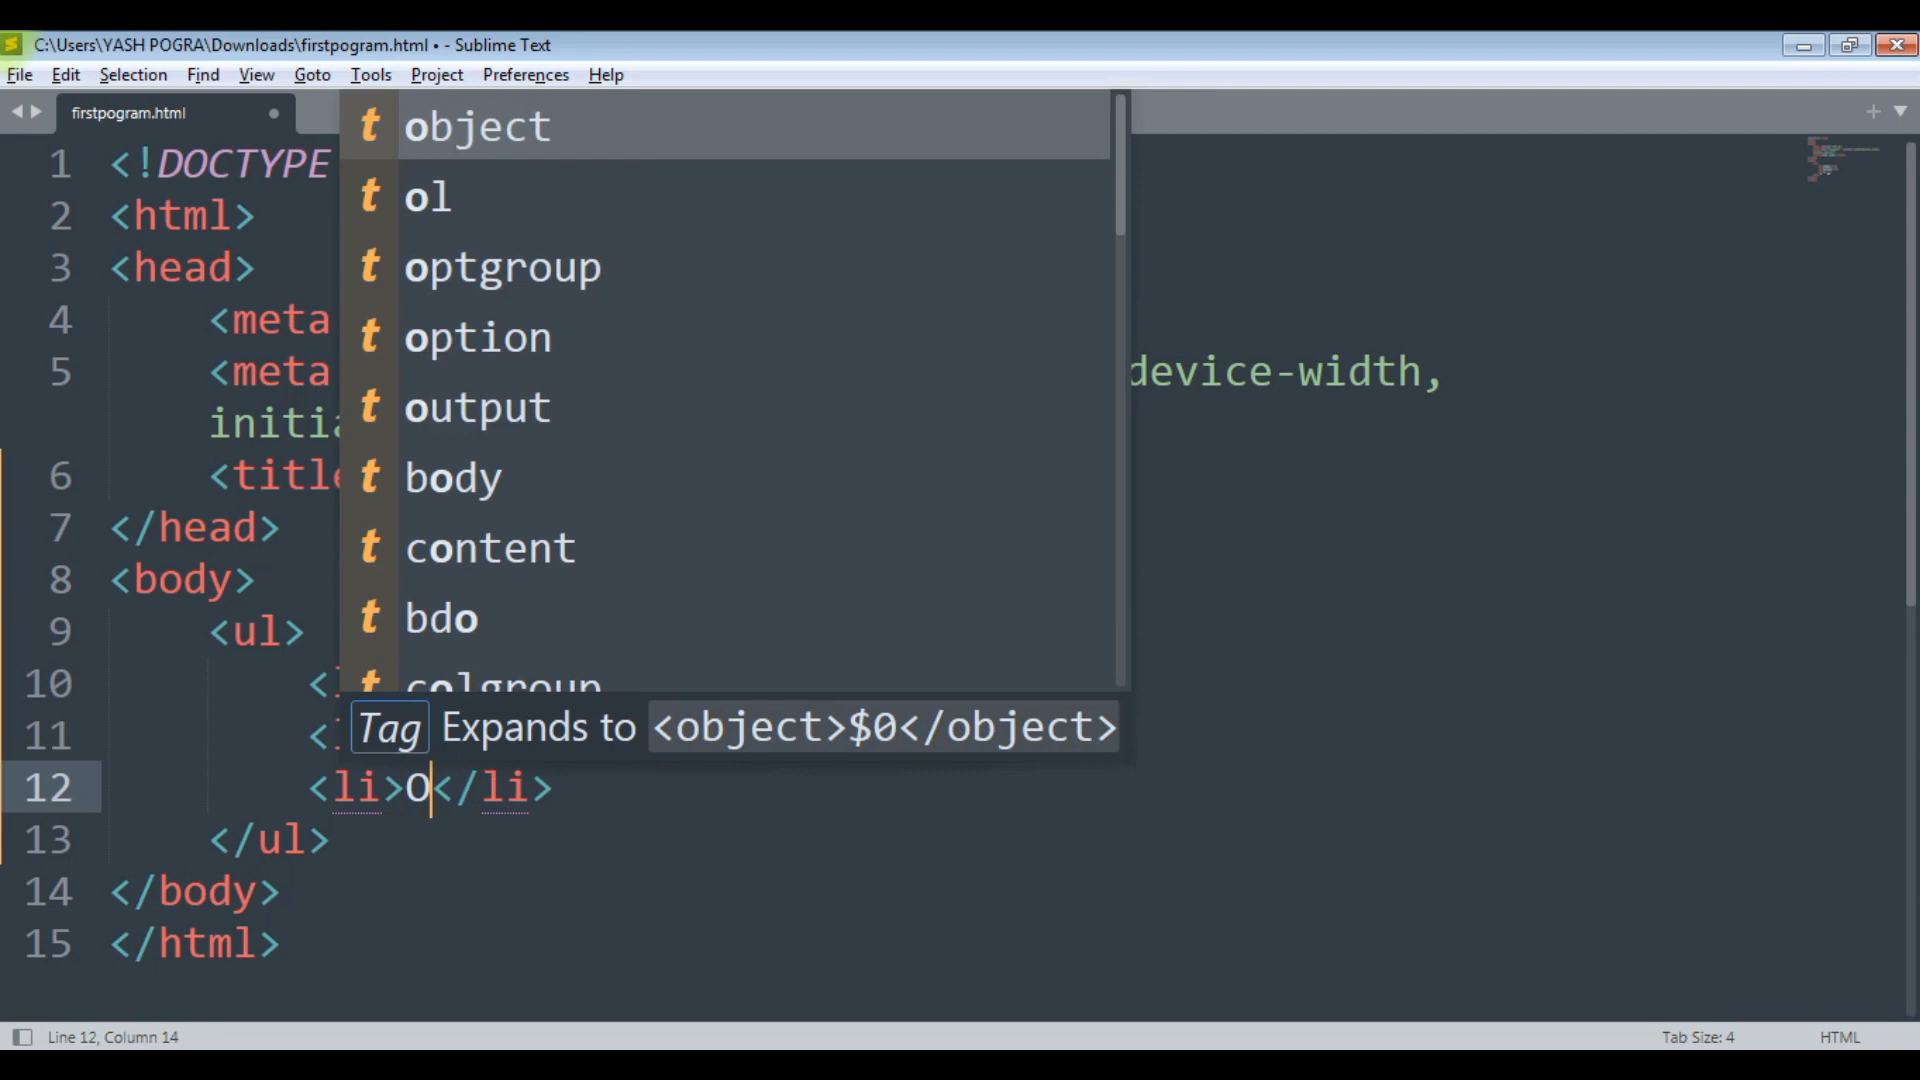 C:\Users\YASH POGRA\Downloads\firstpogram.html • - Sublime Text
File Edit Selection Find View Goto Tools Project Preferences Help
firstpogram.html
1 <!DOCTYPE
2 <html>
3 <head>
4 <meta
5 <meta device-width,
initia
6 <title
7 </head>
8 <body>
9 <ul>
10 <
11 <
12 <li>O</li>
13 </ul>
14 </body>
15 </html>
t object
t ol
t optgroup
t option
t output
t body
t content
t bdo
t colgroup
Tag Expands to <object>$0</object>
Line 12, Column 14 Tab Size: 4 HTML